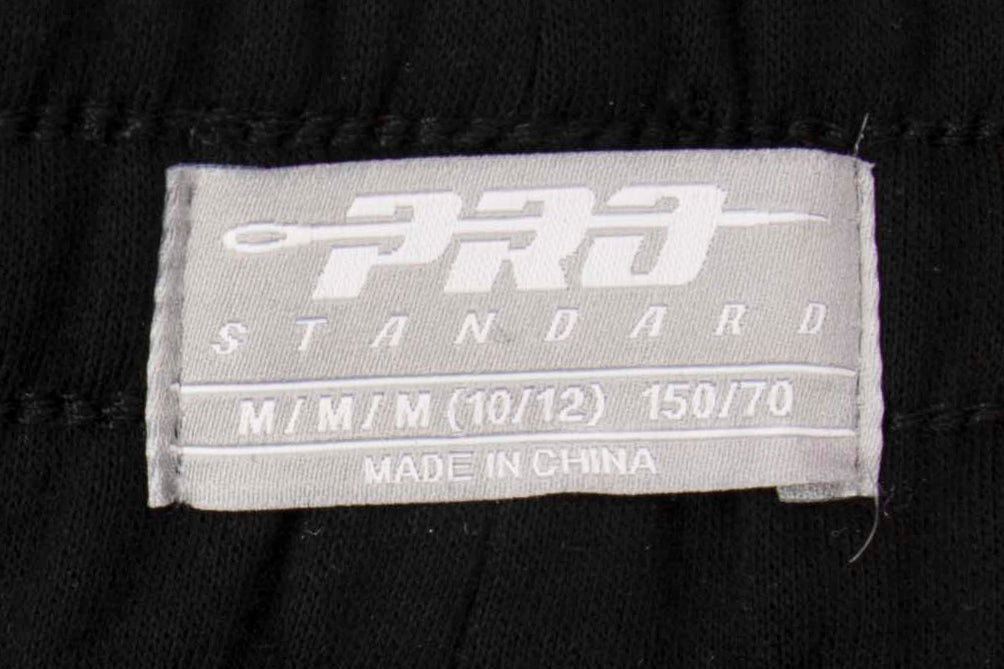 PRO
STANDARD
M/M/M (10/12) 150/70
MADE IN CHINA